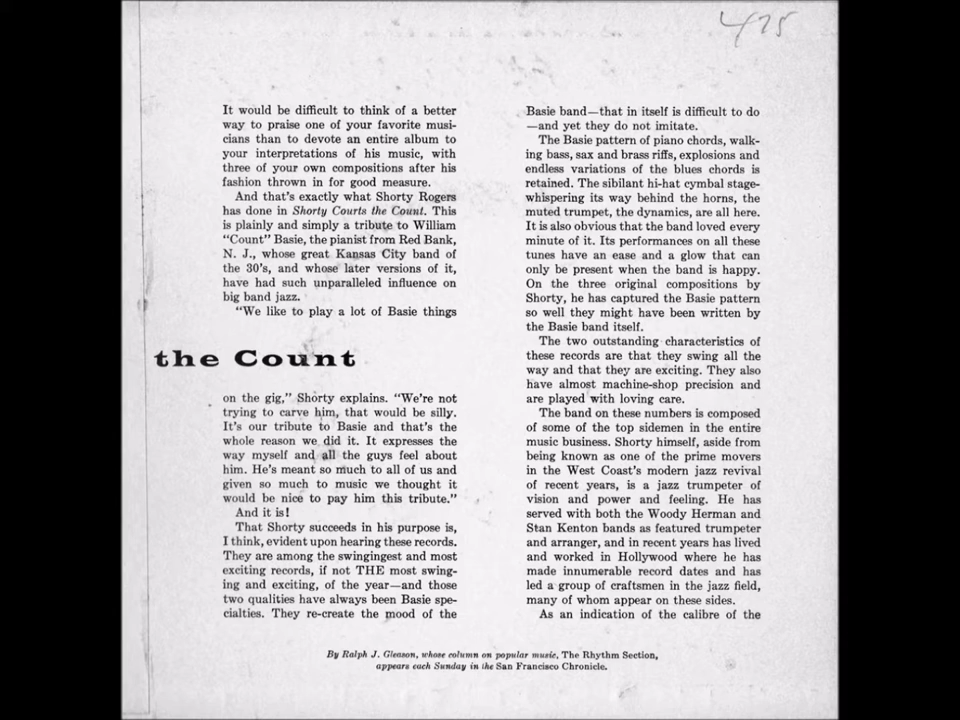 475
It would be difficult to think of a better
way to praise one of your favorite musi-
cians than to devote an entire album to
your interpretations of his music, with
three of your own compositions after his
fashion thrown in for good measure.
And that's exactly what Shorty Rogers
has done in Shorty Courts the Count. This
is plainly and simply a tribute to William
"Count" Basie, the pianist from Red Bank,
N. J., whose great Kansas City band of
the 30's, and whose later versions of it,
have had such unparalleled influence on
big band jazz.
"We like to play a lot of Basie things
the Count
on the gig," Shorty explains. "We're not
trying to carve him, that would be silly.
It's our tribute to Basie and that's the
whole reason we did it. It expresses the
way myself and all the guys feel about
him. He's meant so much to all of us and
given so much to music we thought it
would be nice to pay him this tribute."
And it is!
That Shorty succeeds in his purpose is,
I think, evident upon hearing these records.
They are among the swingingest and most
exciting records, if not THE most swing-
ing and exciting, of the year—and those
two qualities have always been Basie spe-
cialties. They re-create the mood of the
Basie band—that in itself is difficult to do
—and yet they do not imitate.
The Basie pattern of piano chords, walk-
ing bass, sax and brass riffs, explosions and
endless variations of the blues chords is
retained. The sibilant hi-hat cymbal stage-
whispering its way behind the horns, the
muted trumpet, the dynamics, are all here.
It is also obvious that the band loved every
minute of it. Its performances on all these
tunes have an ease and a glow that can
only be present when the band is happy.
On the three original compositions by
Shorty, he has captured the Basie pattern
so well they might have been written by
the Basie band itself.
The two outstanding characteristics of
these records are that they swing all the
way and that they are exciting. They also
have almost machine-shop precision and
are played with loving care.
The band on these numbers is composed
of some of the top sidemen in the entire
music business. Shorty himself, aside from
being known as one of the prime movers
in the West Coast's modern jazz revival
of recent years, is a jazz trumpeter of
vision and power and feeling. He has
served with both the Woody Herman and
Stan Kenton bands as featured trumpeter
and arranger, and in recent years has lived
and worked in Hollywood where he has
made innumerable record dates and has
led a group of craftsmen in the jazz field,
many of whom appear on these sides.
As an indication of the calibre of the
By Ralph J. Gleason, whose column on popular music, The Rhythm Section,
appears each Sunday in the San Francisco Chronicle.